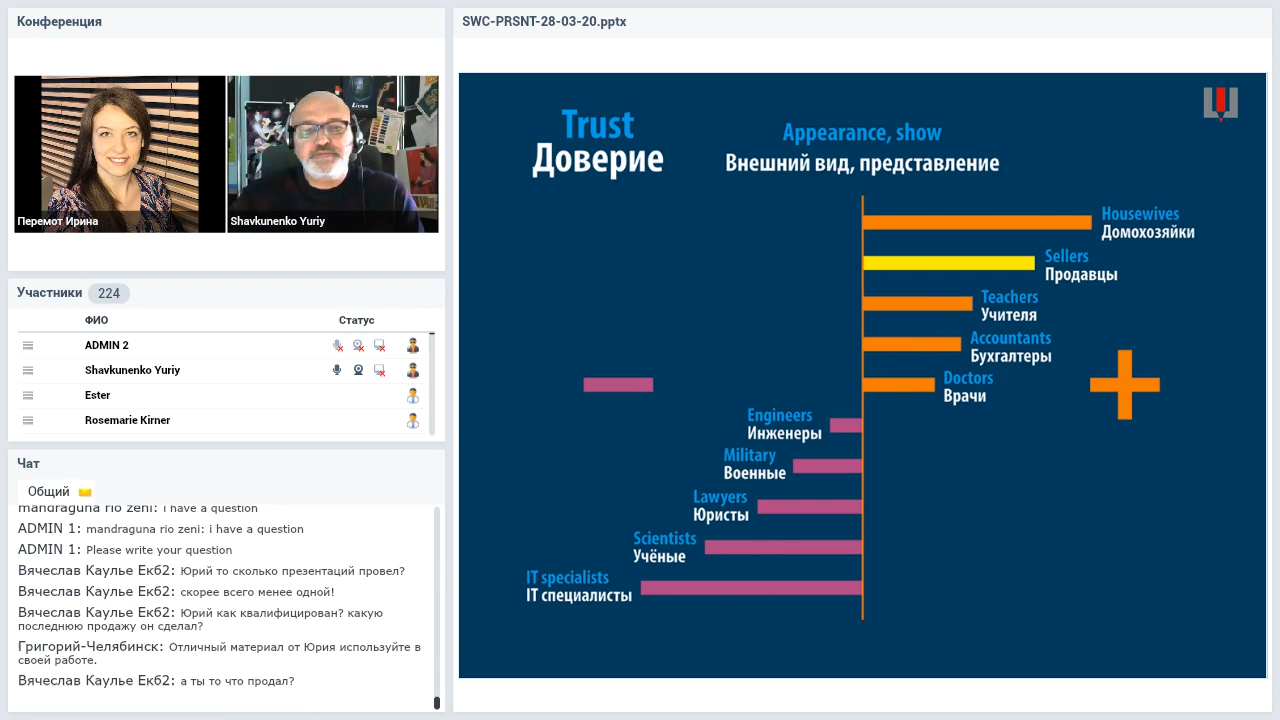 Конференция
Перемот Ирина
Shavkunenko Yuriy
Участники 224
ФИО
Статус
ADMIN 2
Shavkunenko Yuriy
Ester
Rosemarie Kirner
Чат
Общий
mandraguna rio zeni: i have a question
ADMIN 1: mandraguna rio zeni: i have a question
ADMIN 1: Please write your question
Вячеслав Каулье Екб2: Юрий то сколько презентаций провел?
Вячеслав Каулье Екб2: скорее всего менее одной!
Вячеслав Каулье Екб2: Юрий как квалифицирован? какую
последнюю продажу он сделал?
Григорий-Челябинск: Отличный материал от Юрия используйте в
своей работе.
Вячеслав Каулье Екб2: а ты то что продал?
SWC-PRSNT-28-03-20.pptx
Trust
Доверие
Appearance, show
Внешний вид, представление
Housewives
Домохозяйки
Sellers
Продавцы
Teachers
Учителя
Accountants
Бухгалтеры
Doctors
Врачи
Engineers
Инженеры
Military
Военные
Lawyers
Юристы
Scientists
Учёные
IT specialists
IT специалисты